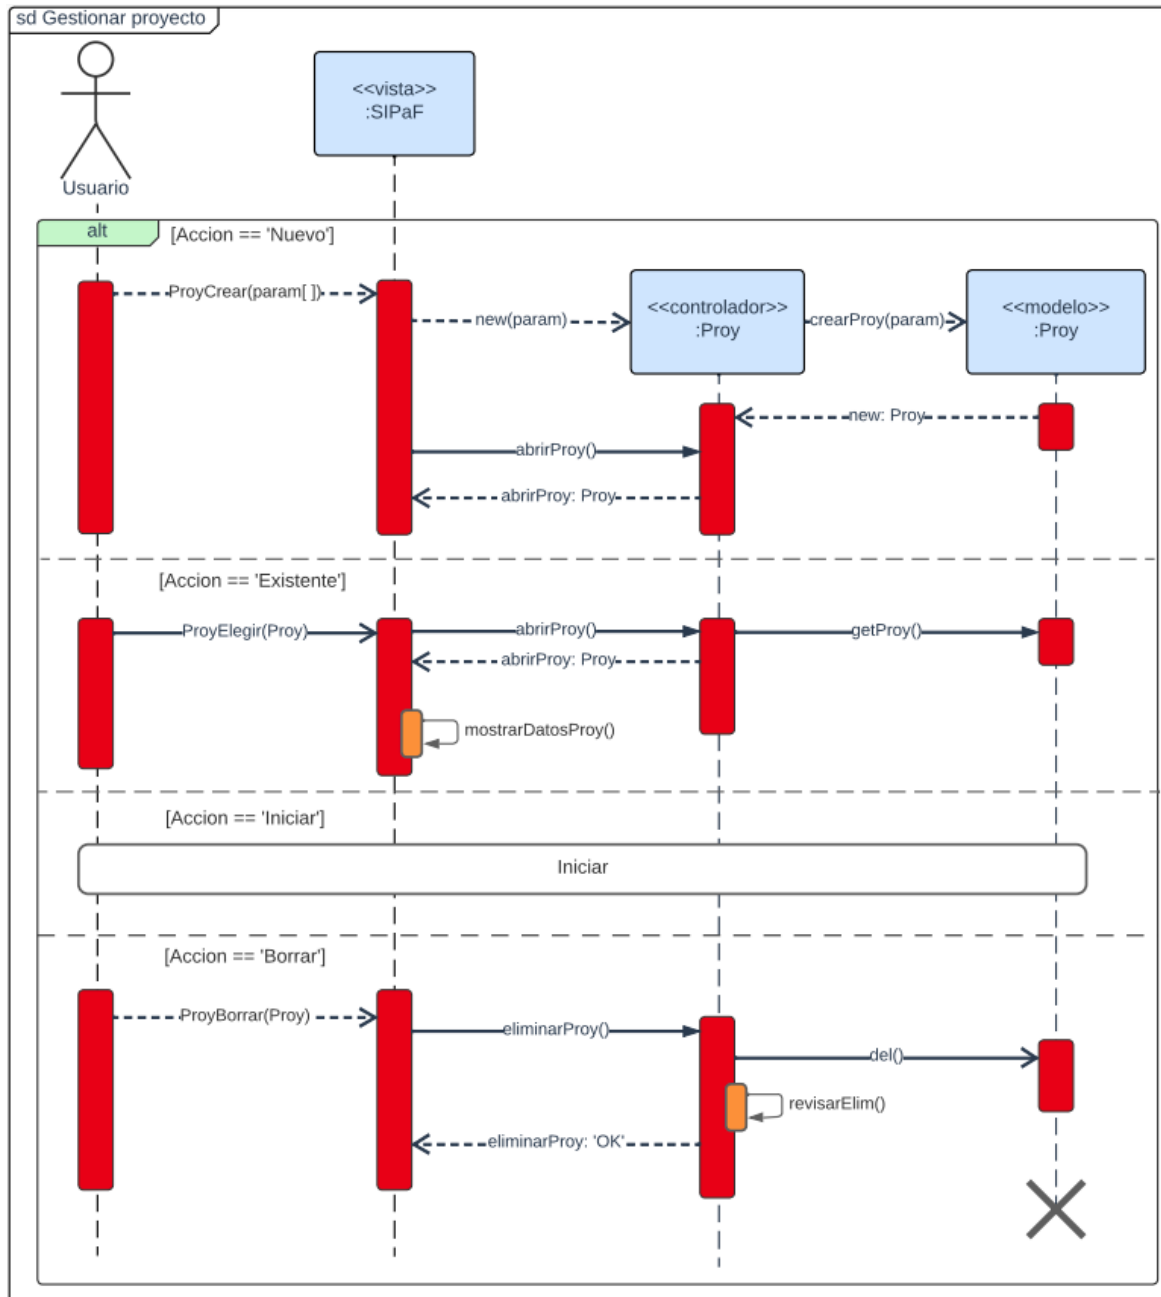 sd Gestionar proyecto
<<vista>>
:SIPaF
Usuario
alt
[Accion == 'Nuevo']
ProyCrear(param[ ])
new(param)
<<controlador>>
:Proy
crearProy(param)
<<modelo>>
:Proy
new: Proy
abrirProy()
abrirProy: Proy
[Accion == 'Existente']
ProyElegir(Proy)
abrirProy()
getProy()
abrirProy: Proy
mostrarDatosProy()
[Accion == 'Iniciar']
Iniciar
[Accion == 'Borrar']
ProyBorrar(Proy)
eliminarProy()
del()
revisarElim()
eliminarProy: 'OK'